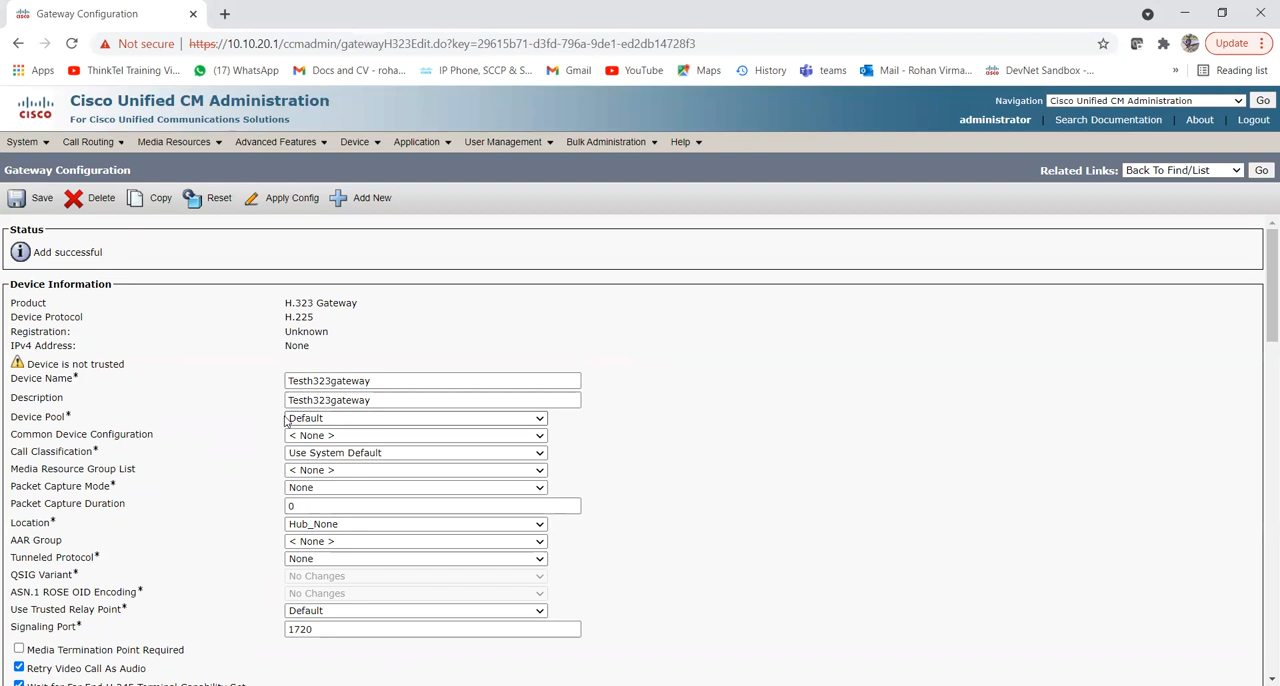 Gateway Configuration
Not secure | https://10.10.20.1/ccmadmin/gatewayH323Edit.do?key=29615b71-d3fd-796a-9de1-ed2db14728f3
Update
Apps ThinkTel Training Vi... (17) WhatsApp Docs and CV - roha... IP Phone, SCCP & S... Gmail YouTube Maps History teams Mail - Rohan Virma... DevNet Sandbox -... » Reading list
Cisco Unified CM Administration Navigation Cisco Unified CM Administration Go
CISCO For Cisco Unified Communications Solutions administrator | Search Documentation | About | Logout
System Call Routing Media Resources Advanced Features Device Application User Management Bulk Administration Help
Gateway Configuration Related Links: Back To Find/List Go
Save Delete Copy Reset Apply Config Add New
Status
Add successful
Device Information
Product H.323 Gateway
Device Protocol H.225
Registration: Unknown
IPv4 Address: None
Device is not trusted
Device Name* Testh323gateway
Description Testh323gateway
Device Pool* Default
Common Device Configuration < None >
Call Classification* Use System Default
Media Resource Group List < None >
Packet Capture Mode* None
Packet Capture Duration 0
Location* Hub_None
AAR Group < None >
Tunneled Protocol* None
QSIG Variant* No Changes
ASN.1 ROSE OID Encoding* No Changes
Use Trusted Relay Point* Default
Signaling Port* 1720
Media Termination Point Required
Retry Video Call As Audio
Wait for Far End H.245 Terminal Capability Set